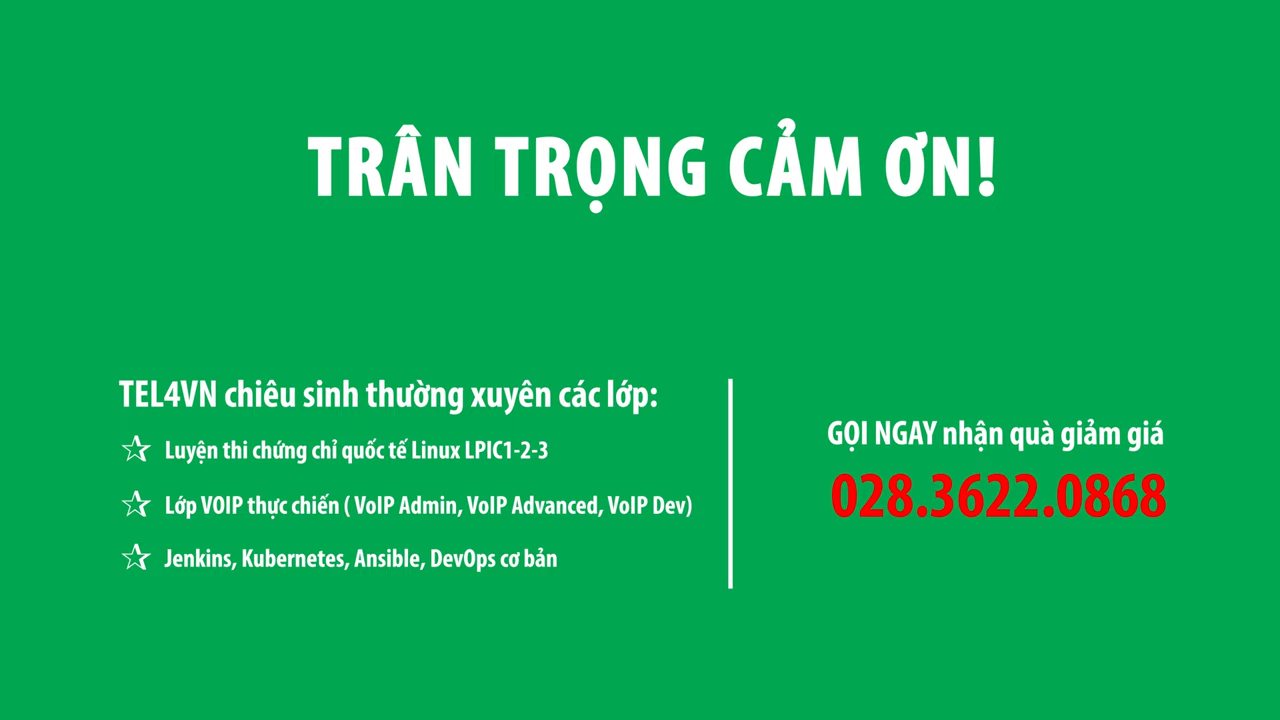 TRÂN TRỌNG CẢM ƠN!
TEL4VN chiêu sinh thường xuyên các lớp:
Luyện thi chứng chỉ quốc tế Linux LPIC1-2-3
Lớp VOIP thực chiến ( VoIP Admin, VoIP Advanced, VoIP Dev)
Jenkins, Kubernetes, Ansible, DevOps cơ bản
GỌI NGAY nhận quà giảm giá
028.3622.0868